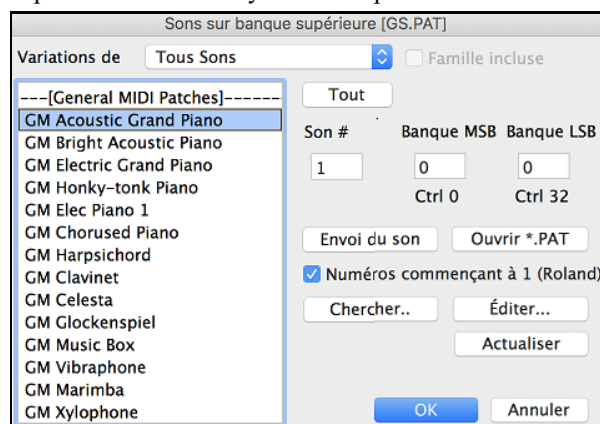 Sons sur banque supérieure [GS.PAT]
Variations de Tous Sons Famille incluse
---[General MIDI Patches]------
GM Acoustic Grand Piano
GM Bright Acoustic Piano
GM Electric Grand Piano
GM Honky-tonk Piano
GM Elec Piano 1
GM Chorused Piano
GM Harpsichord
GM Clavinet
GM Celesta
GM Glockenspiel
GM Music Box
GM Vibraphone
GM Marimba
GM Xylophone
Tout
Son # Banque MSB Banque LSB
1 0 0
Ctrl 0 Ctrl 32
Envoi du son Ouvrir *.PAT
Numéros commençant à 1 (Roland)
Chercher.. Éditer...
Actualiser
OK Annuler